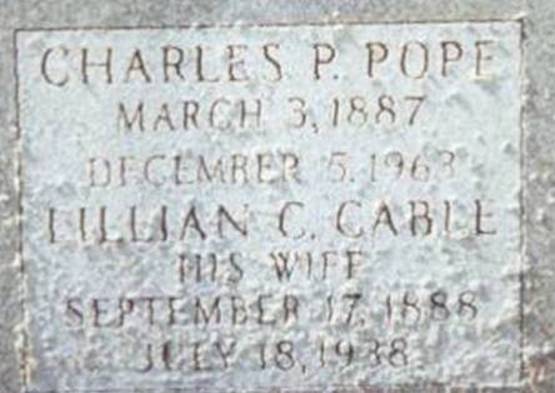 CHARLES P. POPE
MARCH 3, 1887
DECEMBER 5, 1963
LILLIAN C. CABLE
HIS WIFE
SEPTEMBER 17, 1888
JULY 18, 1938